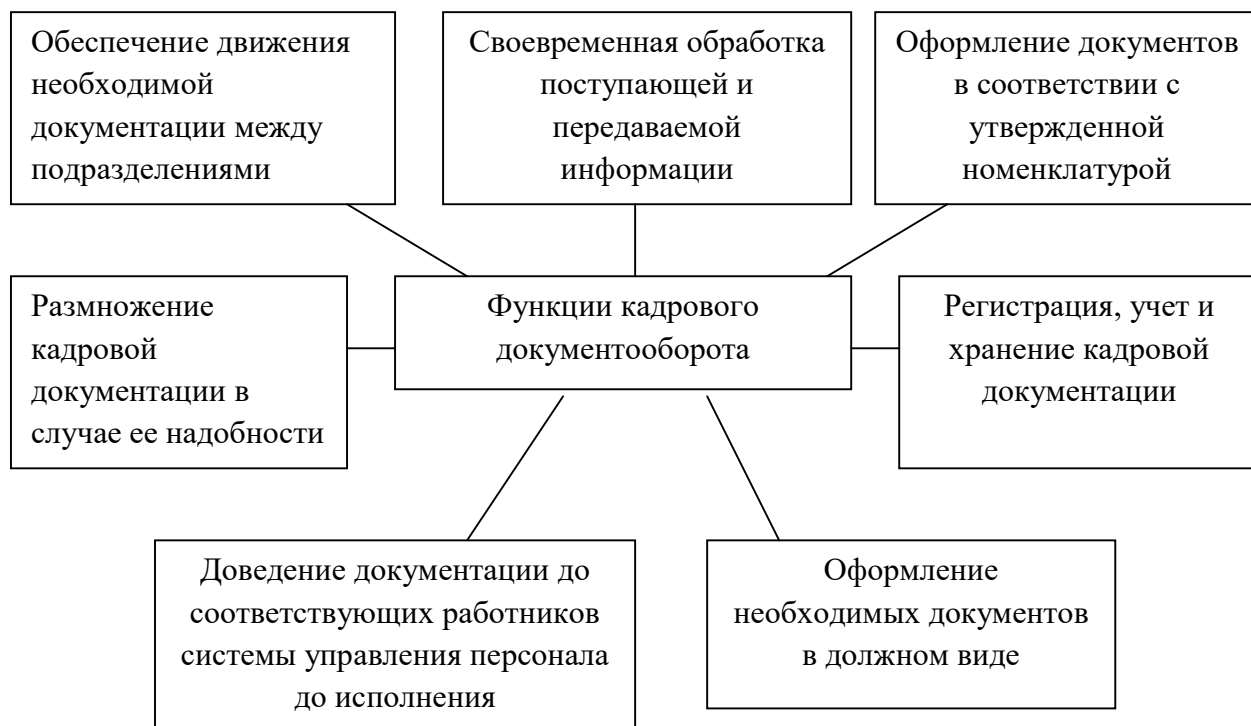 Обеспечение движения
необходимой
документации между
подразделениями
Своевременная обработка
поступающей и
передаваемой
информации
Оформление документов
в соответствии с
утвержденной
номенклатурой
Размножение
кадровой
документации в
случае ее надобности
Функции кадрового
документооборота
Регистрация, учет и
хранение кадровой
документации
Доведение документации до
соответствующих работников
системы управления персонала
до исполнения
Оформление
необходимых документов
в должном виде